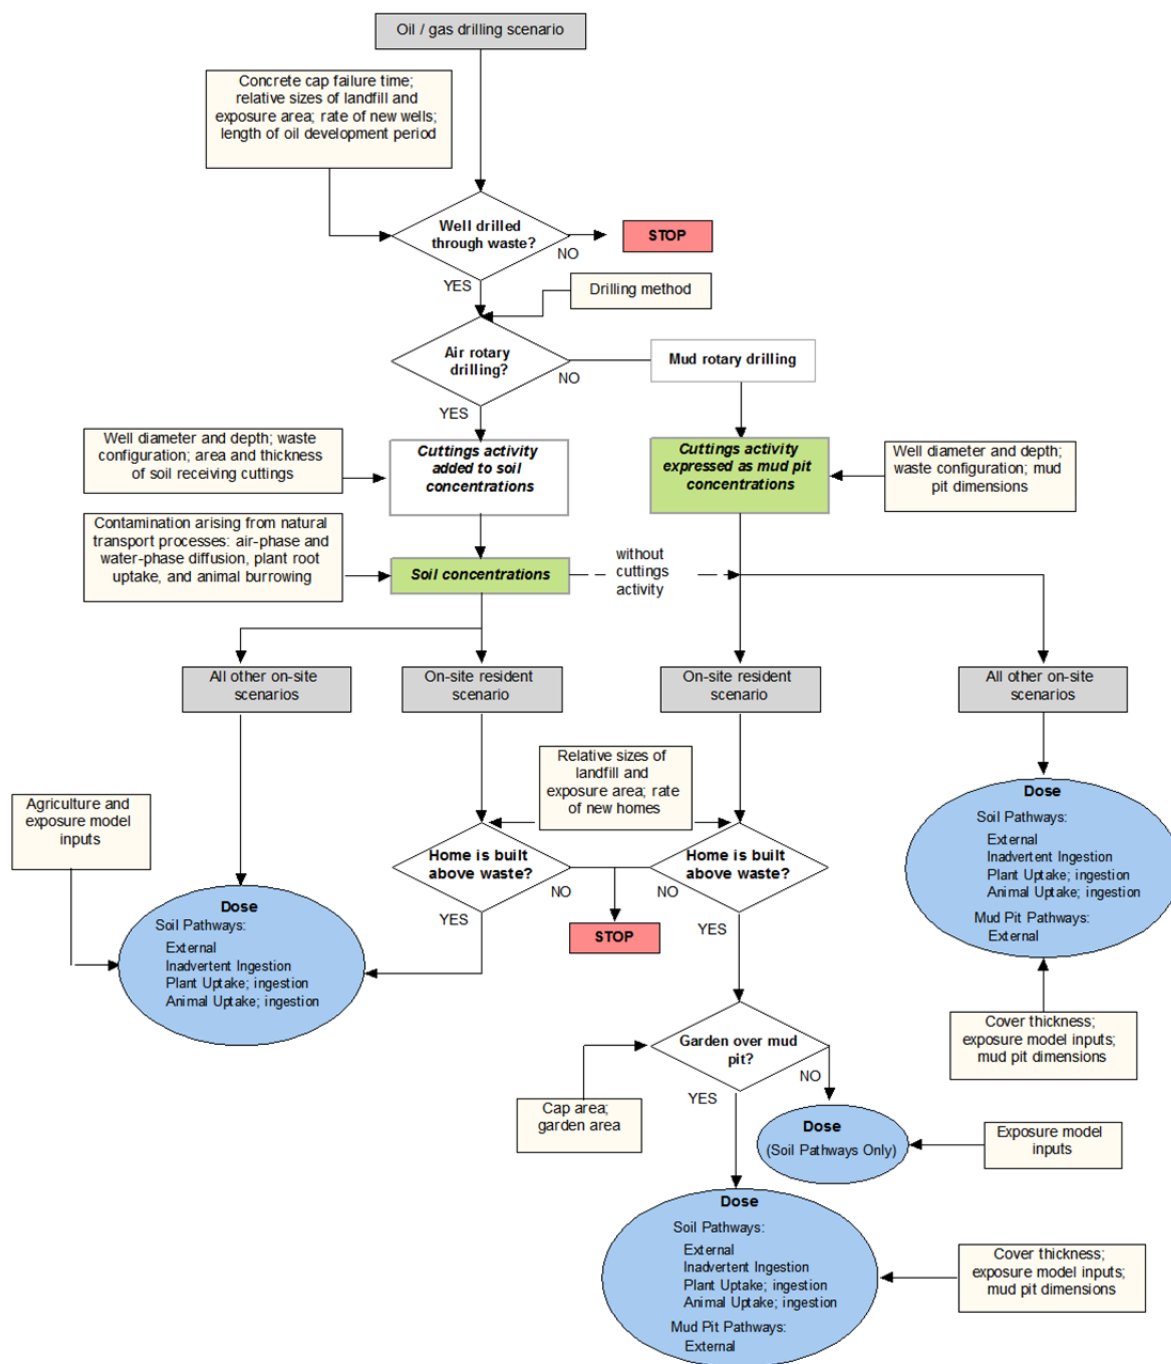 Oil / gas drilling scenario
Concrete cap failure time;
relative sizes of landfill and
exposure area; rate of new wells;
length of oil development period
Well drilled
through waste?
NO
STOP
YES
Drilling method
Air rotary
drilling?
NO
Mud rotary drilling
YES
Well diameter and depth; waste
configuration; area and thickness
of soil receiving cuttings
Cuttings activity
added to soil
concentrations
Cuttings activity
expressed as mud pit
concentrations
Well diameter and depth;
waste configuration; mud
pit dimensions
Contamination arising from natural
transport processes: air-phase and
water-phase diffusion, plant root
uptake, and animal burrowing
Soil concentrations
without
cuttings
activity
All other on-site
scenarios
On-site resident
scenario
On-site resident
scenario
All other on-site
scenarios
Relative sizes of
landfill and
exposure area; rate
of new homes
Agriculture and
exposure model
inputs
Home is built
above waste?
NO
YES
Home is built
above waste?
NO
YES
STOP
Dose
Soil Pathways:
External
Inadvertent Ingestion
Plant Uptake; ingestion
Animal Uptake; ingestion
Dose
Soil Pathways:
External
Inadvertent Ingestion
Plant Uptake; ingestion
Animal Uptake; ingestion
Mud Pit Pathways:
External
Cover thickness;
exposure model inputs;
mud pit dimensions
Garden over mud
pit?
NO
YES
Cap area;
garden area
Dose
(Soil Pathways Only)
Exposure model
inputs
Dose
Soil Pathways:
External
Inadvertent Ingestion
Plant Uptake; ingestion
Animal Uptake; ingestion
Mud Pit Pathways:
External
Cover thickness;
exposure model inputs;
mud pit dimensions